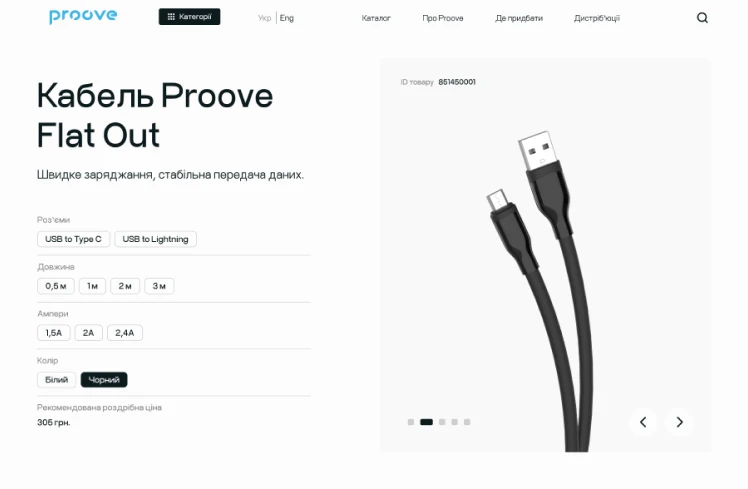 proove
Категорії
Укр | Eng
Каталог
Про Proove
Де придбати
Дистриб'юції
Кабель Proove
Flat Out
Швидке заряджання, стабільна передача даних.
Роз'єми
USB to Type C
USB to Lightning
Довжина
0,5 м
1 м
2 м
3 м
Ампери
1,5A
2A
2,4A
Колір
Білий
Чорний
Рекомендована роздрібна ціна
305 грн.
ID товару 851450001